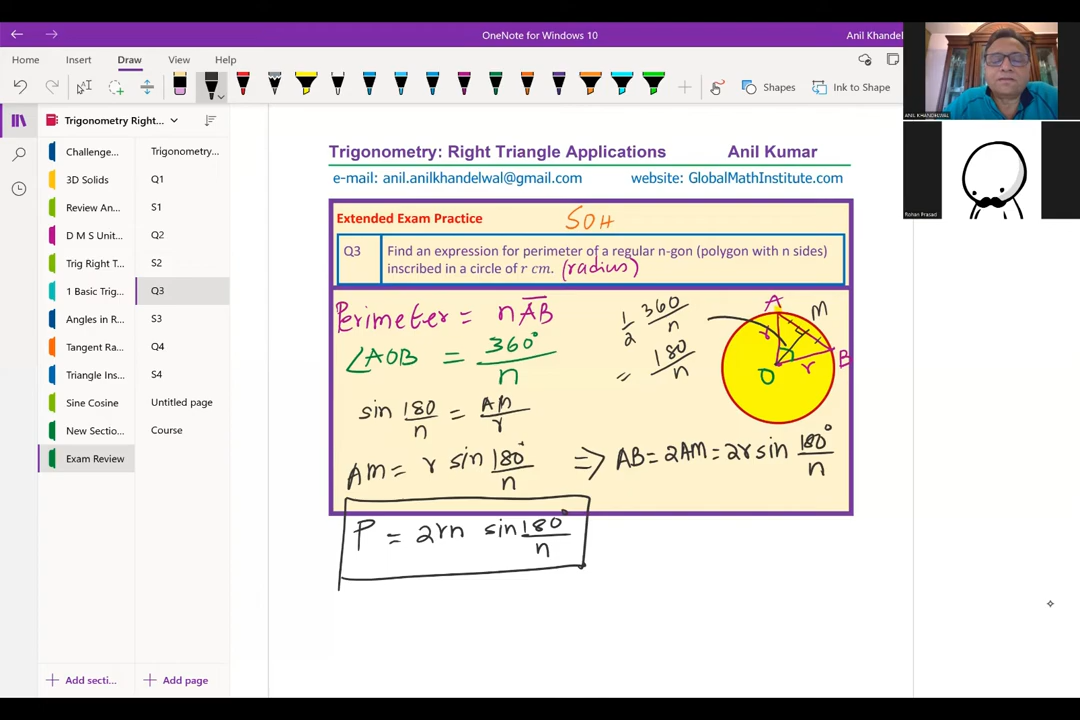 OneNote for Windows 10
Anil Khandel
Home Insert Draw View Help
Shapes Ink to Shape
ANIL KHANDELWAL
Rohan Prasad
Trigonometry Right...
Challenge...
3D Solids
Review An...
D M S Unit...
Trig Right T...
1 Basic Trig...
Angles in R...
Tangent Ra...
Triangle Ins...
Sine Cosine
New Sectio...
Exam Review
Trigonometry...
Q1
S1
Q2
S2
Q3
S3
Q4
S4
Untitled page
Course
Add secti...
Add page
Trigonometry: Right Triangle Applications Anil Kumar
e-mail: anil.anilkhandelwal@gmail.com website: GlobalMathInstitute.com
Extended Exam Practice SOH
Q3 Find an expression for perimeter of a regular n-gon (polygon with n sides)
inscribed in a circle of r cm. (radius)
Perimeter = n A̅B̅
∠AOB = 360°/n
sin 180/n = AM/r
AM = r sin 180°/n ⇒ AB = 2AM = 2r sin 180°/n
P = 2rn sin 180°/n
1/2 360/n
= 180/n
A
M
r
B
O
r